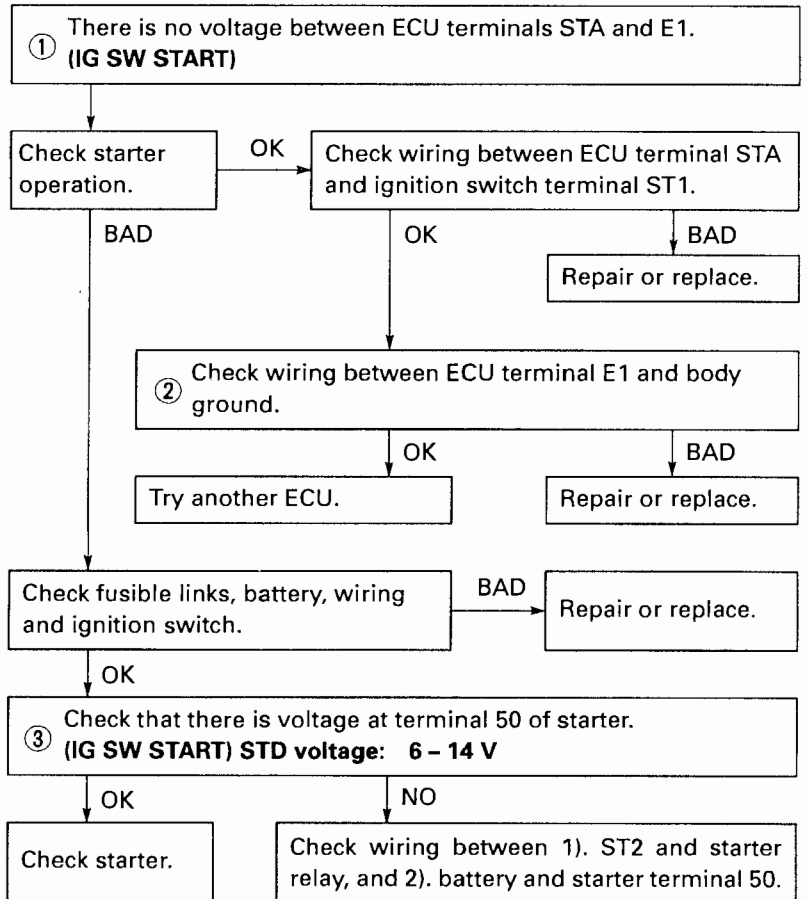 ① There is no voltage between ECU terminals STA and E1.
(IG SW START)
Check starter
operation.
OK
Check wiring between ECU terminal STA
and ignition switch terminal ST1.
BAD
OK
BAD
Repair or replace.
② Check wiring between ECU terminal E1 and body
ground.
OK
BAD
Try another ECU.
Repair or replace.
Check fusible links, battery, wiring
and ignition switch.
BAD
Repair or replace.
OK
③ Check that there is voltage at terminal 50 of starter.
(IG SW START) STD voltage: 6 – 14 V
OK
NO
Check starter.
Check wiring between 1). ST2 and starter
relay, and 2). battery and starter terminal 50.